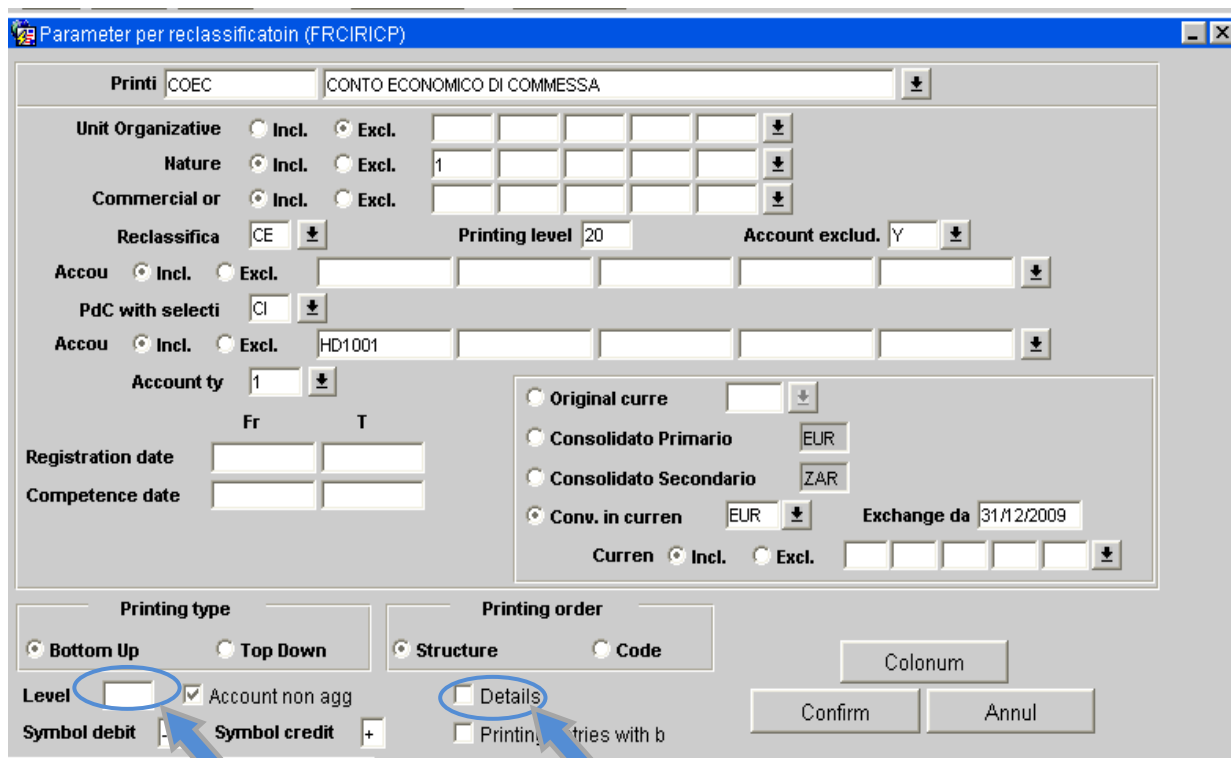 Parameter per reclassificatoin (FRCIRICP)
Printi COEC CONTO ECONOMICO DI COMMESSA
Unit Organizative Incl. Excl.
Nature Incl. Excl. 1
Commercial or Incl. Excl.
Reclassifica CE Printing level 20 Account exclud. Y
Accou Incl. Excl.
PdC with selecti CI
Accou Incl. Excl. HD1001
Account ty 1
Original curre
Fr T
Consolidato Primario EUR
Registration date
Consolidato Secondario ZAR
Competence date
Conv. in curren EUR Exchange da 31/12/2009
Curren Incl. Excl.
Printing type Printing order
Bottom Up Top Down Structure Code
Colonum
Level Account non agg Details
Confirm Annul
Symbol debit - Symbol credit + Printing with b